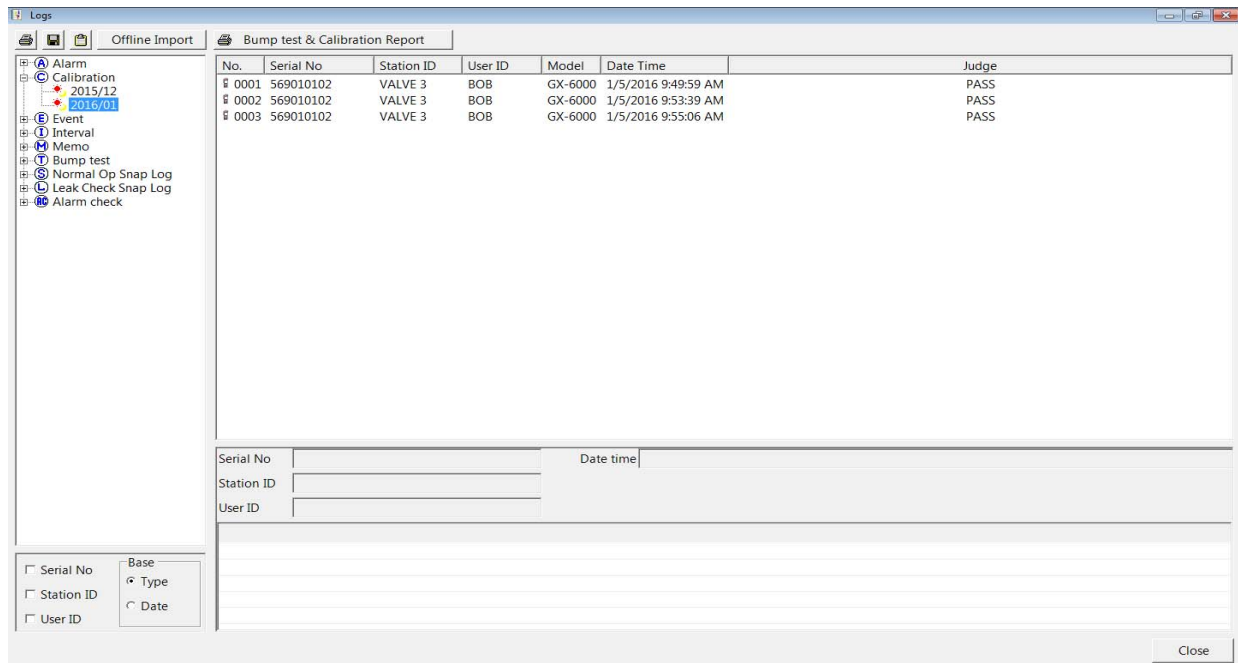 Logs
Offline Import
Bump test & Calibration Report
A Alarm
C Calibration
2015/12
2016/01
E Event
I Interval
M Memo
T Bump test
S Normal Op Snap Log
L Leak Check Snap Log
AC Alarm check
No. Serial No Station ID User ID Model Date Time Judge
0001 569010102 VALVE 3 BOB GX-6000 1/5/2016 9:49:59 AM PASS
0002 569010102 VALVE 3 BOB GX-6000 1/5/2016 9:53:39 AM PASS
0003 569010102 VALVE 3 BOB GX-6000 1/5/2016 9:55:06 AM PASS
Serial No Date time
Station ID
User ID
Serial No
Station ID
User ID
Base
Type
Date
Close